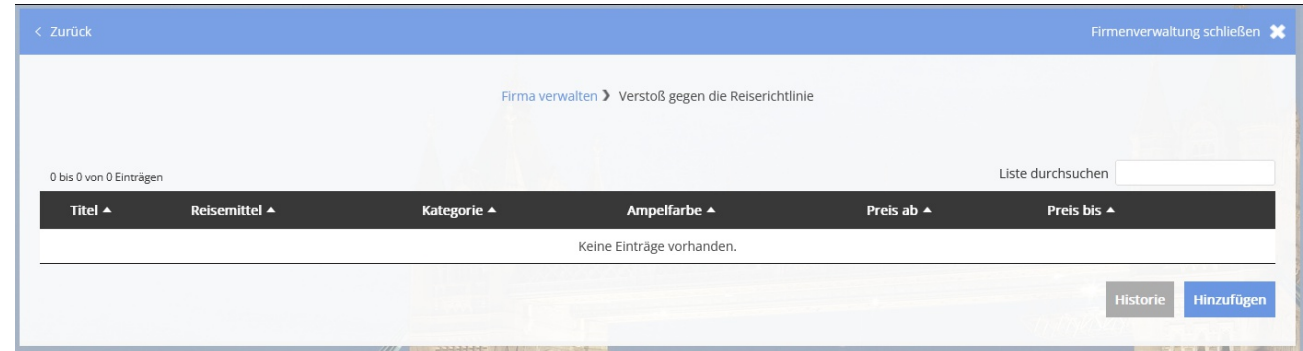 Zurück Firmenverwaltung schließen
Firma verwalten Verstoß gegen die Reiserichtlinie
0 bis 0 von 0 Einträgen Liste durchsuchen
Titel Reisemittel Kategorie Ampelfarbe Preis ab Preis bis
Keine Einträge vorhanden.
Historie Hinzufügen